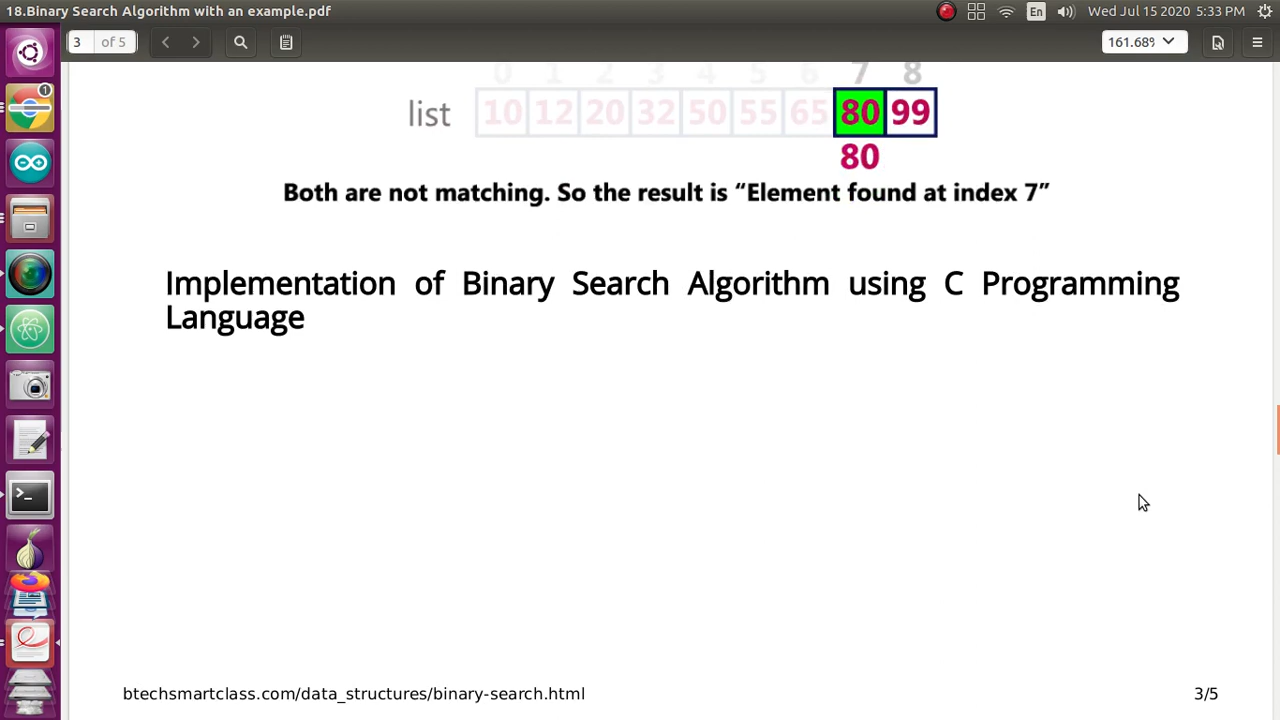 18.Binary Search Algorithm with an example.pdf
En
Wed Jul 15 2020 5:33 PM
3 of 5
161.68%
1
0 1 2 3 4 5 6 7 8
list 10 12 20 32 50 55 65 80 99
80
Both are not matching. So the result is “Element found at index 7”
Implementation of Binary Search Algorithm using C Programming
Language
btechsmartclass.com/data_structures/binary-search.html
3/5